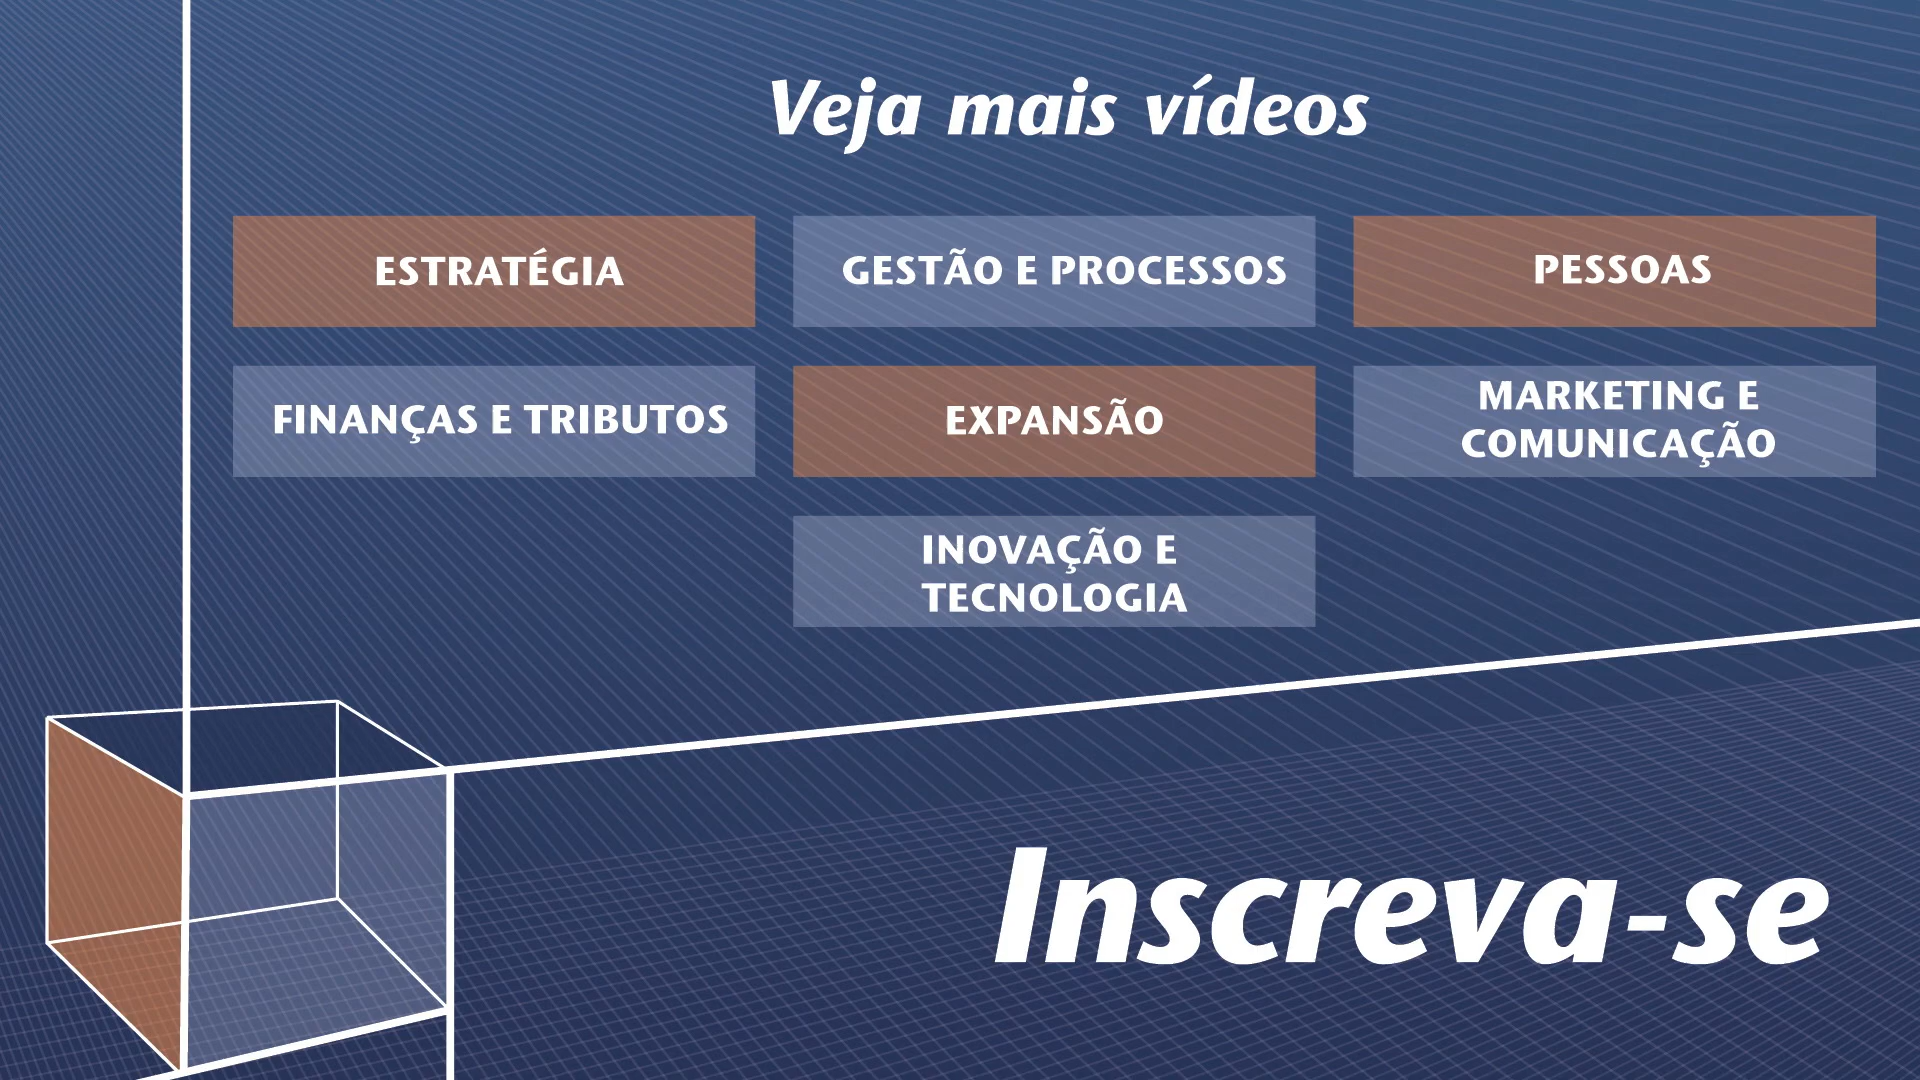 Veja mais vídeos
ESTRATÉGIA
GESTÃO E PROCESSOS
PESSOAS
FINANÇAS E TRIBUTOS
EXPANSÃO
MARKETING E
COMUNICAÇÃO
INOVAÇÃO E
TECNOLOGIA
Inscreva-se